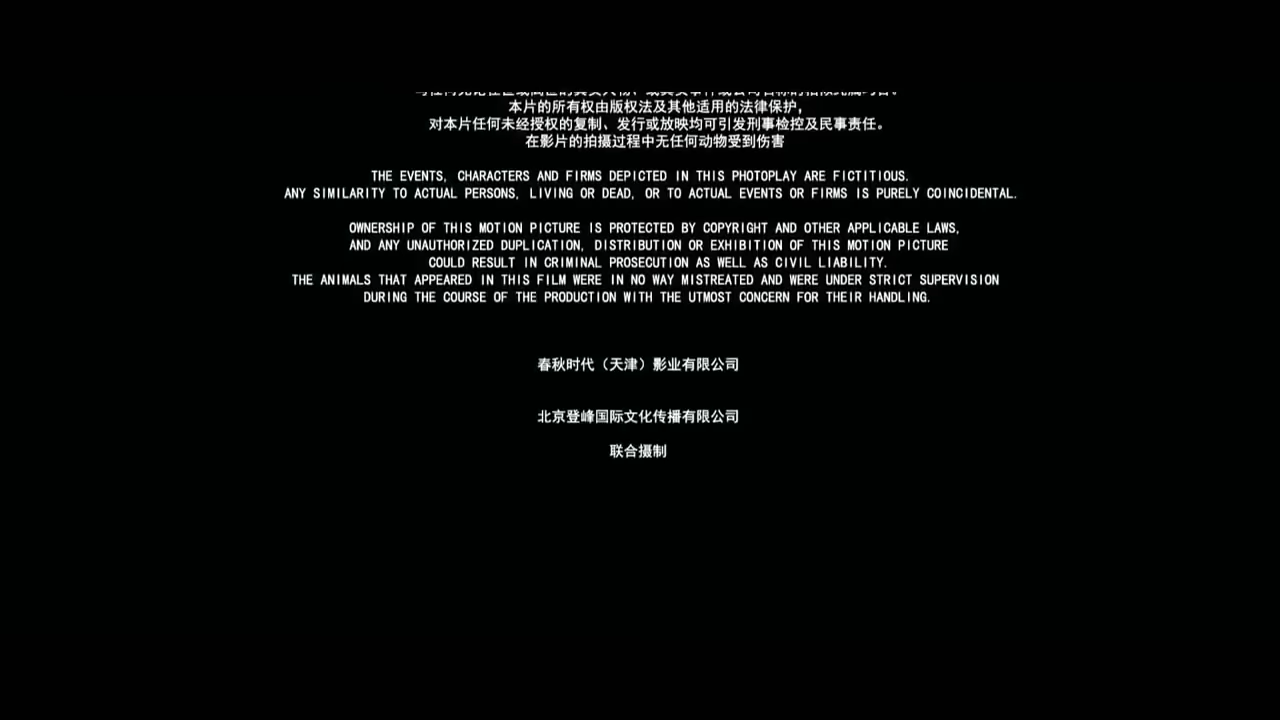 本片的所有权由版权法及其他适用的法律保护,
对本片任何未经授权的复制、发行或放映均可引发刑事检控及民事责任。
在影片的拍摄过程中无任何动物受到伤害
THE EVENTS, CHARACTERS AND FIRMS DEPICTED IN THIS PHOTOPLAY ARE FICTITIOUS.
ANY SIMILARITY TO ACTUAL PERSONS, LIVING OR DEAD, OR TO ACTUAL EVENTS OR FIRMS IS PURELY COINCIDENTAL.
OWNERSHIP OF THIS MOTION PICTURE IS PROTECTED BY COPYRIGHT AND OTHER APPLICABLE LAWS,
AND ANY UNAUTHORIZED DUPLICATION, DISTRIBUTION OR EXHIBITION OF THIS MOTION PICTURE
COULD RESULT IN CRIMINAL PROSECUTION AS WELL AS CIVIL LIABILITY.
THE ANIMALS THAT APPEARED IN THIS FILM WERE IN NO WAY MISTREATED AND WERE UNDER STRICT SUPERVISION
DURING THE COURSE OF THE PRODUCTION WITH THE UTMOST CONCERN FOR THEIR HANDLING.
春秋时代（天津）影业有限公司
北京登峰国际文化传播有限公司
联合摄制